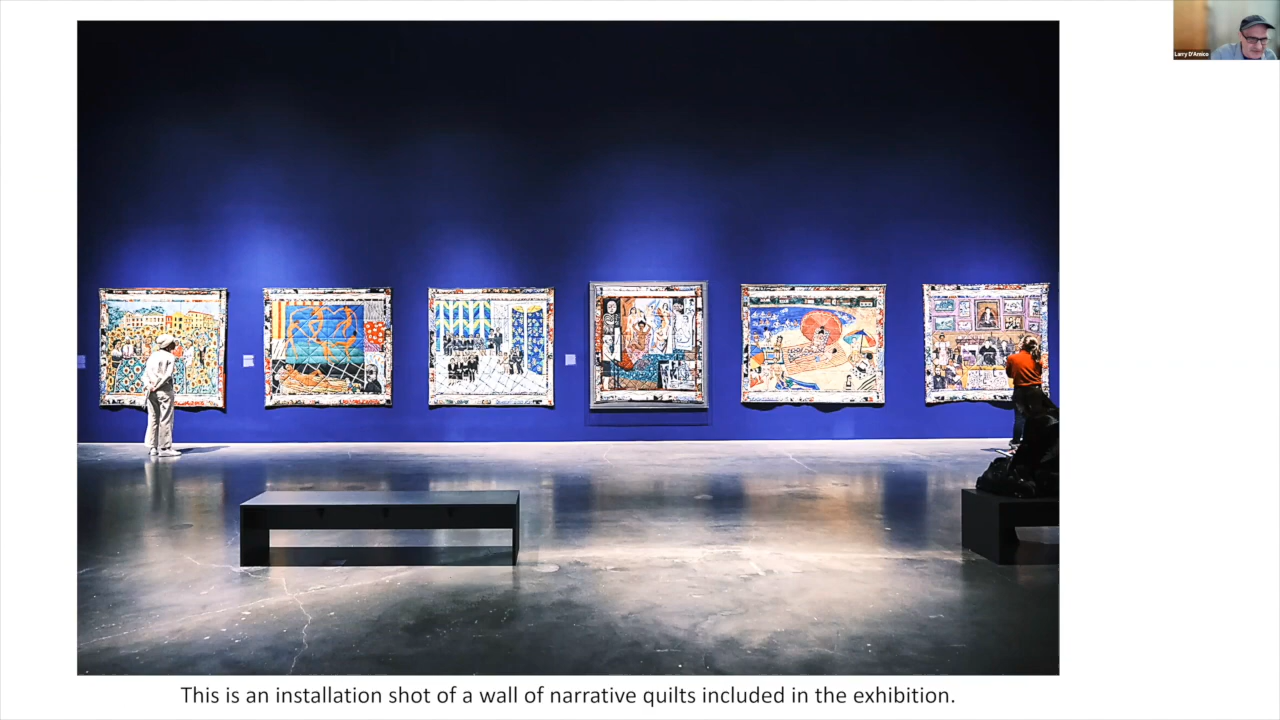 Larry D'Amico
This is an installation shot of a wall of narrative quilts included in the exhibition.